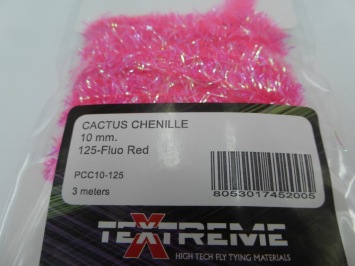 CACTUS CHENILLE
10 mm.
125-Fluo Red
PCC10-125
3 meters
8053017452005
TEXTREME
HIGH TECH FLY TYING MATERIALS